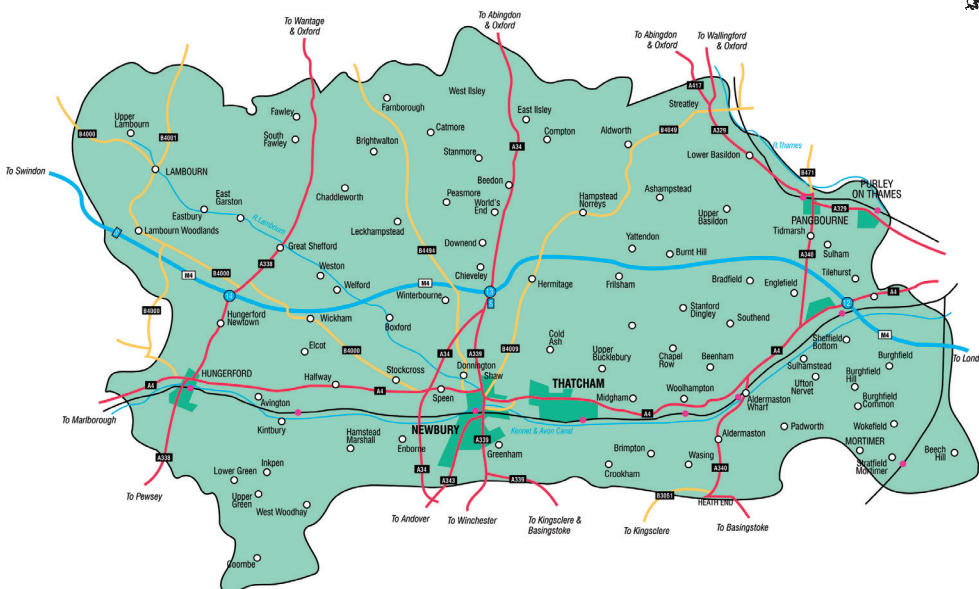 To Wantage
& Oxford
To Abingdon
& Oxford
To Abingdon
& Oxford
To Wallingford
& Oxford
A417
Streatley
West Ilsley
Farnborough
Fawley
East Ilsley
Upper
Lambourn
B4000
B4001
South
Fawley
Catmore
Compton
Aldworth
B4049
A329
R.Thames
Brightwalton
A34
Stanmore
Lower Basildon
To Swindon
LAMBOURN
B471
PURLEY
ON THAMES
Chaddleworth
Beedon
Peasmore
World's
End
Hampstead
Norreys
Ashampstead
East
Garston
Eastbury
R.Lambourn
Upper
Basildon
A329
PANGBOURNE
Lambourn Woodlands
Leckhampstead
Tidmarsh
Great Shefford
Downend
B4494
Yattendon
Burnt Hill
Sulham
A340
A338
Weston
Chieveley
M4
B4000
M4
Welford
Winterbourne
13
Hermitage
Frilsham
Bradfield
Englefield
Tilehurst
A4
14
12
B4000
Hungerford
Newtown
Wickham
Boxford
Stanford
Dingley
Southend
M4
Cold
Ash
Sheffield
Bottom
To Lond
Elcot
B4000
A34
A339
B4009
Upper
Bucklebury
Chapel
Row
Beenham
A4
Sulhamstead
Burghfield
HUNGERFORD
Halfway
Stockcross
Donnington
Shaw
THATCHAM
Burghfield
Hill
Ufton
Nervet
A4
A4
Speen
Midgham
Woolhampton
Aldermaston
Wharf
Burghfield
Common
Avington
A4
To Marlborough
Kintbury
NEWBURY
Kennet & Avon Canal
Padworth
Wokefield
Hamstead
Marshall
Enborne
A339
Greenham
Aldermaston
MORTIMER
Brimpton
Beech
Hill
A338
Inkpen
Lower Green
Crookham
Wasing
A340
Stratfield
Mortimer
A34
A343
A339
To Pewsey
Upper
Green
West Woodhay
B3051
HEATH END
To Andover
To Winchester
To Kingsclere &
Basingstoke
To Kingsclere
To Basingstoke
Coombe